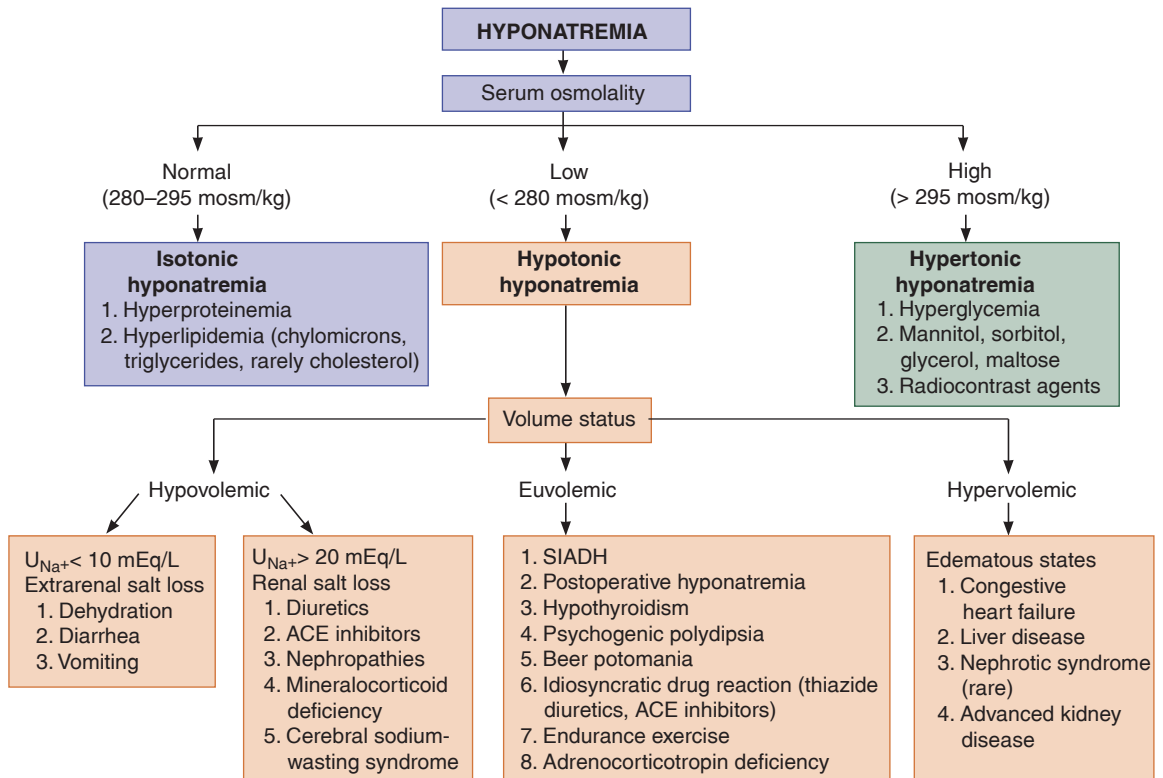 HYPONATREMIA
Serum osmolality
Normal
(280–295 mosm/kg)
Low
(< 280 mosm/kg)
High
(> 295 mosm/kg)
Isotonic
hyponatremia
1. Hyperproteinemia
2. Hyperlipidemia (chylomicrons,
triglycerides, rarely cholesterol)
Hypotonic
hyponatremia
Hypertonic
hyponatremia
1. Hyperglycemia
2. Mannitol, sorbitol,
glycerol, maltose
3. Radiocontrast agents
Volume status
Hypovolemic
Euvolemic
Hypervolemic
UNa+< 10 mEq/L
Extrarenal salt loss
1. Dehydration
2. Diarrhea
3. Vomiting
UNa+> 20 mEq/L
Renal salt loss
1. Diuretics
2. ACE inhibitors
3. Nephropathies
4. Mineralocorticoid
deficiency
5. Cerebral sodium-
wasting syndrome
1. SIADH
2. Postoperative hyponatremia
3. Hypothyroidism
4. Psychogenic polydipsia
5. Beer potomania
6. Idiosyncratic drug reaction (thiazide
diuretics, ACE inhibitors)
7. Endurance exercise
8. Adrenocorticotropin deficiency
Edematous states
1. Congestive
heart failure
2. Liver disease
3. Nephrotic syndrome
(rare)
4. Advanced kidney
disease